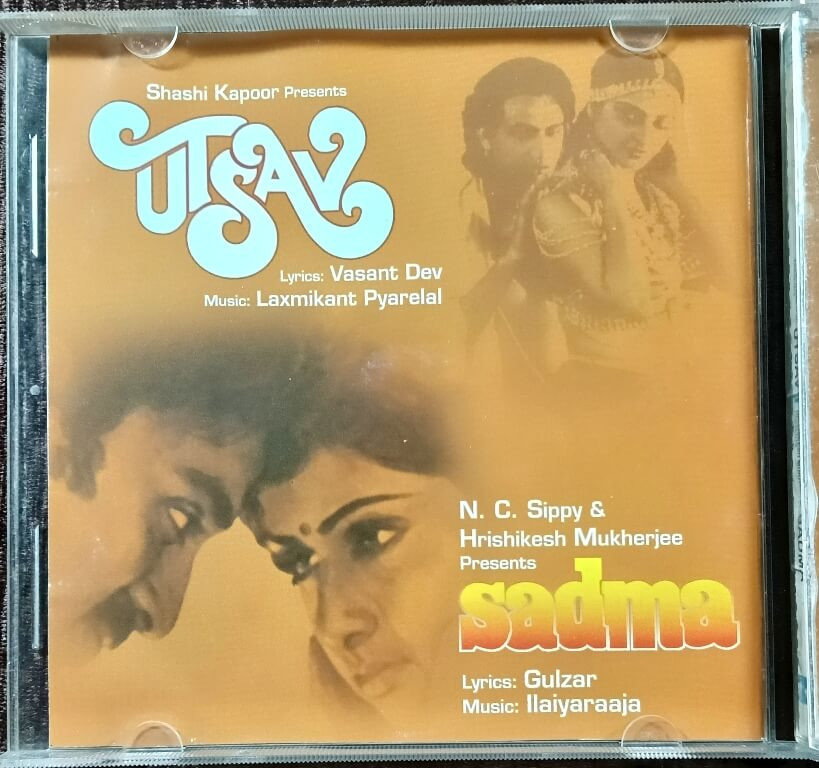 Shashi Kapoor Presents
UTSAV
Lyrics: Vasant Dev
Music: Laxmikant Pyarelal
N. C. Sippy &
Hrishikesh Mukherjee
Presents
sadma
Lyrics: Gulzar
Music: Ilaiyaraaja